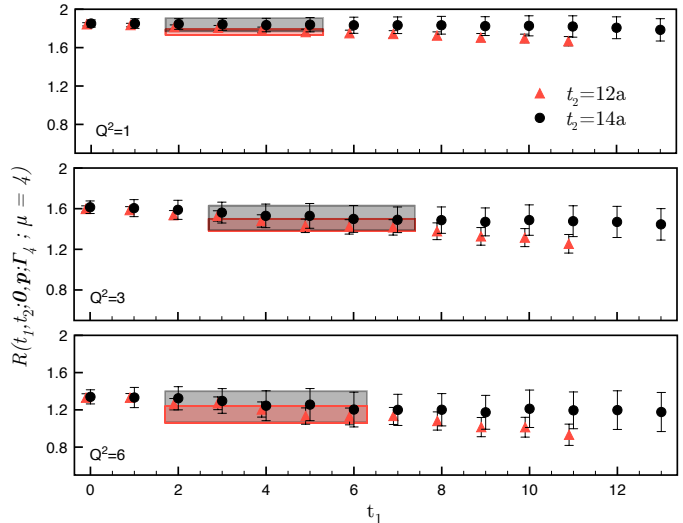 2
1.6
1.2
0.8
Q²=1
t₂=12a
t₂=14a
2
1.6
1.2
0.8
Q²=3
2
1.6
1.2
0.8
Q²=6
0 2 4 6 8 10 12
t₁
R(t₁,t₂;0,p;Γ₄ ; μ = 4)